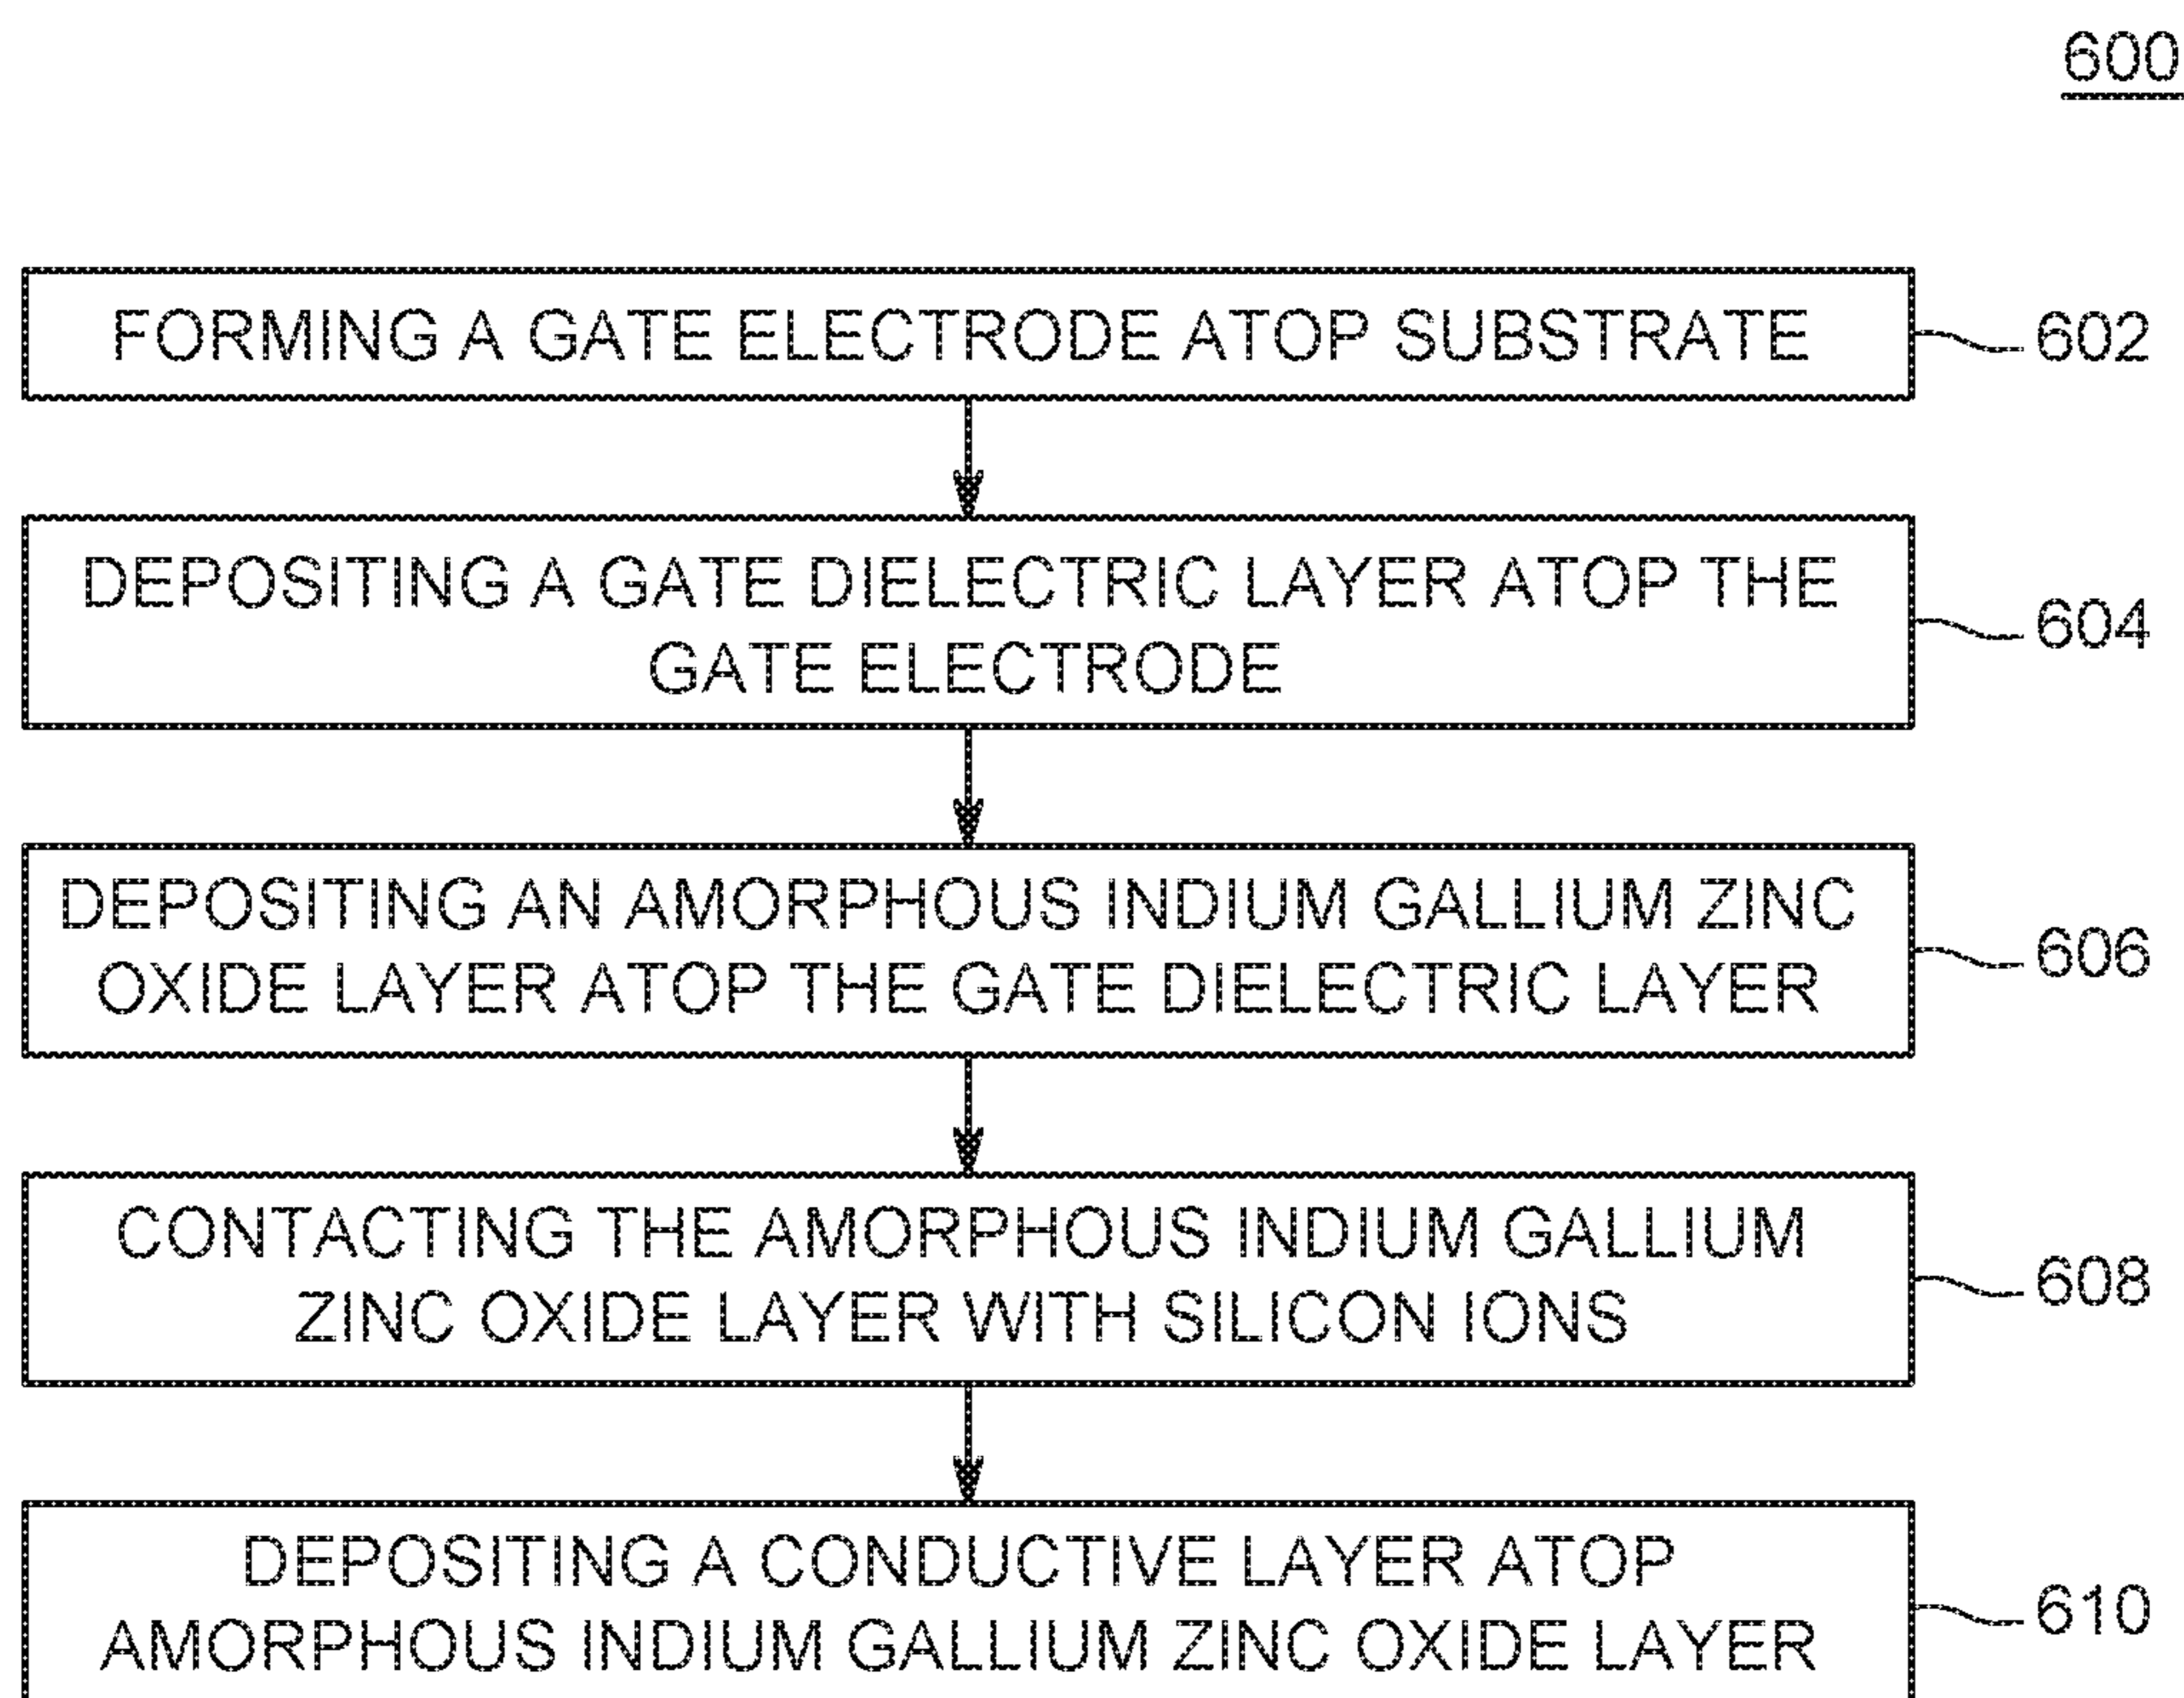 600
FORMING A GATE ELECTRODE ATOP SUBSTRATE
602
DEPOSITING A GATE DIELECTRIC LAYER ATOP THE
GATE ELECTRODE
604
DEPOSITING AN AMORPHOUS INDIUM GALLIUM ZINC
OXIDE LAYER ATOP THE GATE DIELECTRIC LAYER
606
CONTACTING THE AMORPHOUS INDIUM GALLIUM
ZINC OXIDE LAYER WITH SILICON IONS
608
DEPOSITING A CONDUCTIVE LAYER ATOP
AMORPHOUS INDIUM GALLIUM ZINC OXIDE LAYER
610